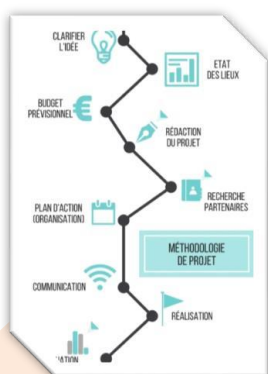 CLARIFIER
L'IDÉE
ETAT
DES LIEUX
BUDGET
PRÉVISIONNEL
RÉDACTION
DU PROJET
RECHERCHE
PARTENAIRES
PLAN D'ACTION
(ORGANISATION)
MÉTHODOLOGIE
DE PROJET
COMMUNICATION
RÉALISATION